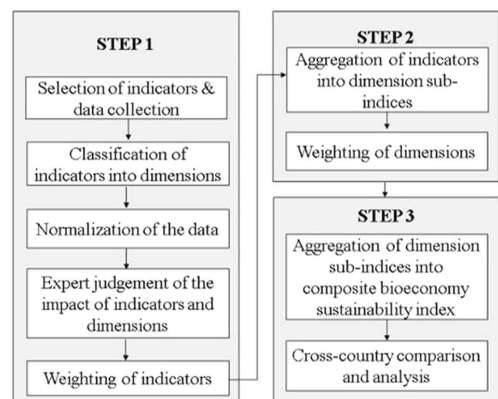 STEP 1
Selection of indicators &
data collection
Classification of
indicators into dimensions
Normalization of the data
Expert judgement of the
impact of indicators and
dimensions
Weighting of indicators
STEP 2
Aggregation of indicators
into dimension sub-
indices
Weighting of dimensions
STEP 3
Aggregation of dimension
sub-indices into
composite bioeconomy
sustainability index
Cross-country comparison
and analysis